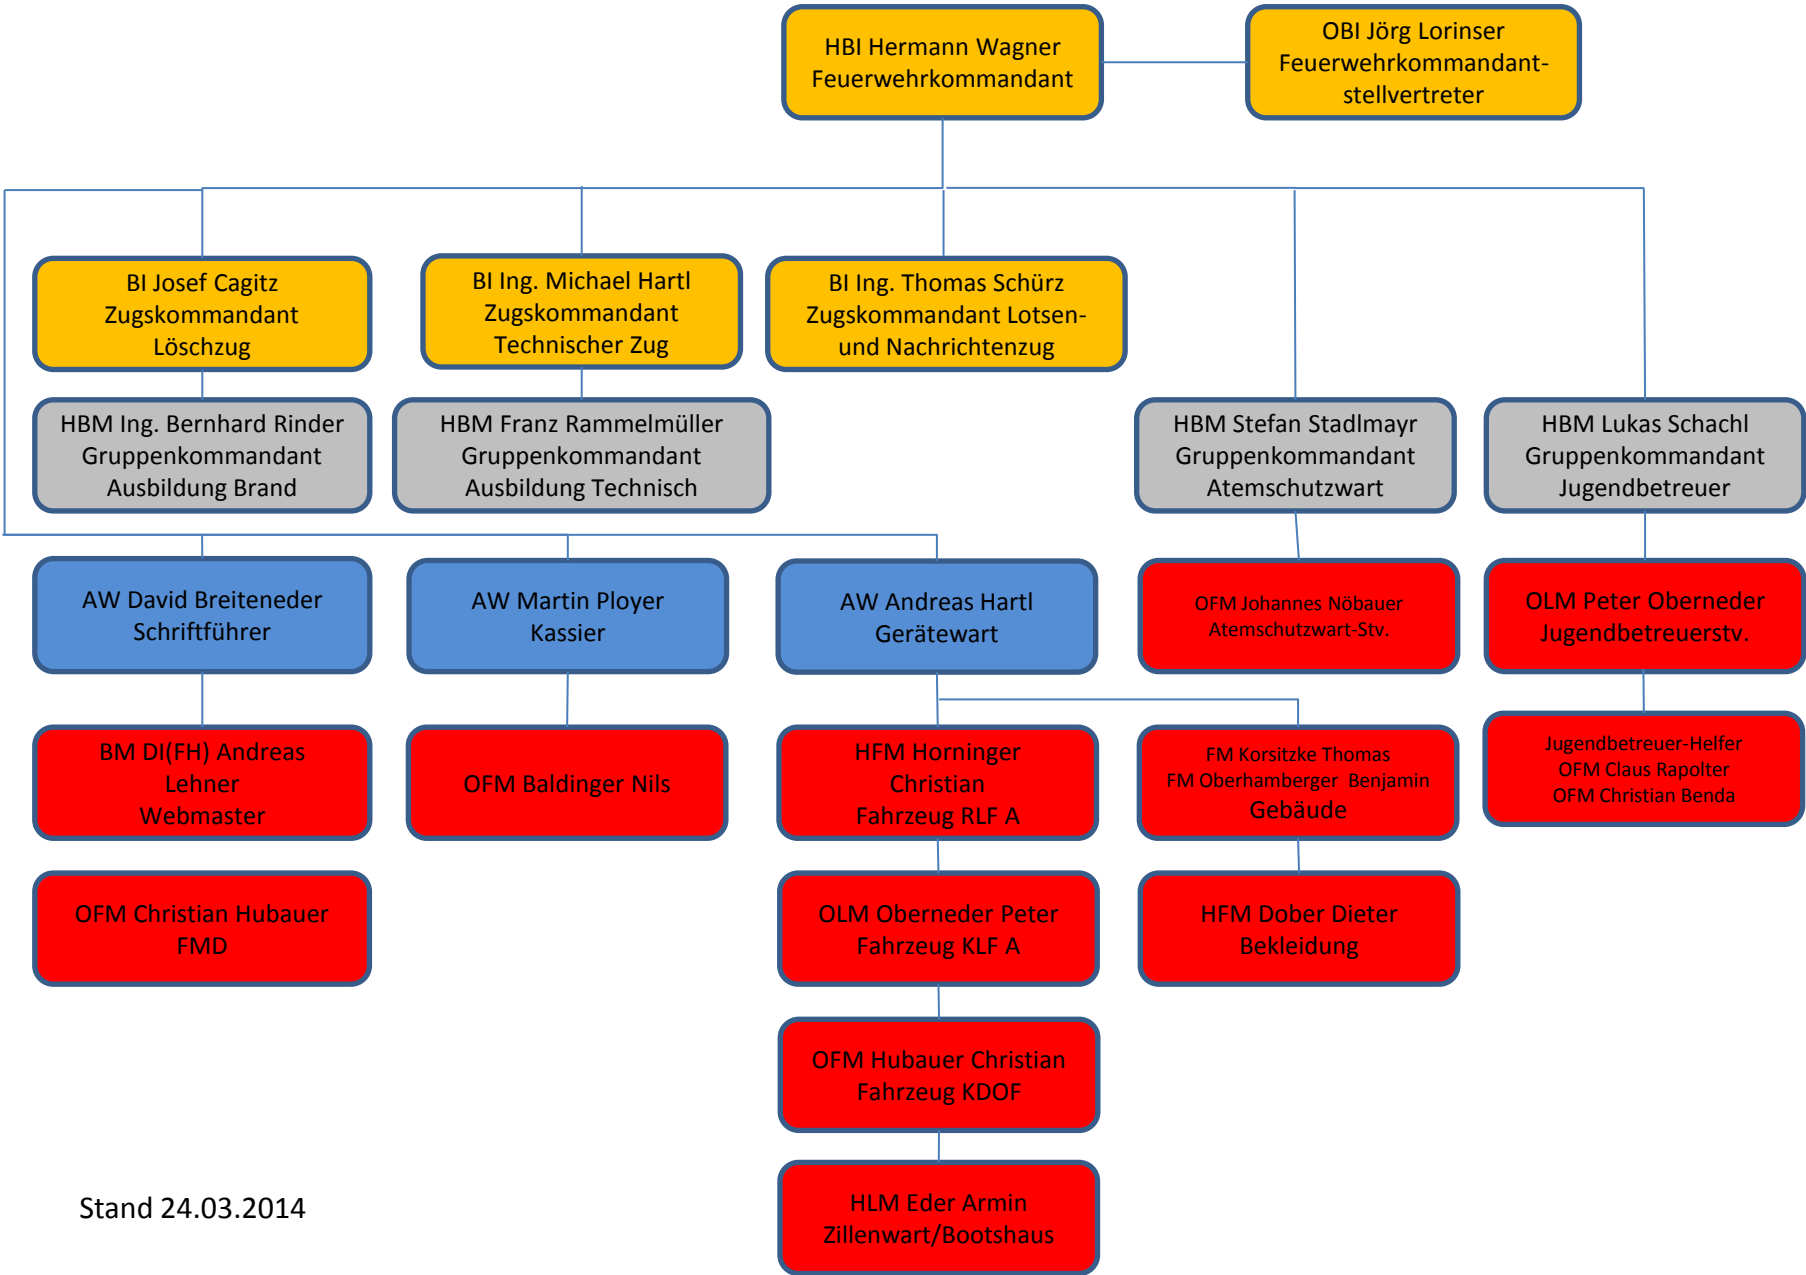 HBI Hermann Wagner
Feuerwehrkommandant
OBI Jörg Lorinser
Feuerwehrkommandant-
stellvertreter
BI Josef Cagitz
Zugskommandant
Löschzug
BI Ing. Michael Hartl
Zugskommandant
Technischer Zug
BI Ing. Thomas Schürz
Zugskommandant Lotsen-
und Nachrichtenzug
HBM Ing. Bernhard Rinder
Gruppenkommandant
Ausbildung Brand
HBM Franz Rammelmüller
Gruppenkommandant
Ausbildung Technisch
HBM Stefan Stadlmayr
Gruppenkommandant
Atemschutzwart
HBM Lukas Schachl
Gruppenkommandant
Jugendbetreuer
AW David Breiteneder
Schriftführer
AW Martin Ployer
Kassier
AW Andreas Hartl
Gerätewart
OFM Johannes Nöbauer
Atemschutzwart-Stv.
OLM Peter Oberneder
Jugendbetreuerstv.
BM DI(FH) Andreas
Lehner
Webmaster
OFM Baldinger Nils
HFM Horninger
Christian
Fahrzeug RLF A
FM Korsitzke Thomas
FM Oberhamberger Benjamin
Gebäude
Jugendbetreuer-Helfer
OFM Claus Rapolter
OFM Christian Benda
OFM Christian Hubauer
FMD
OLM Oberneder Peter
Fahrzeug KLF A
HFM Dober Dieter
Bekleidung
OFM Hubauer Christian
Fahrzeug KDOF
HLM Eder Armin
Zillenwart/Bootshaus
Stand 24.03.2014